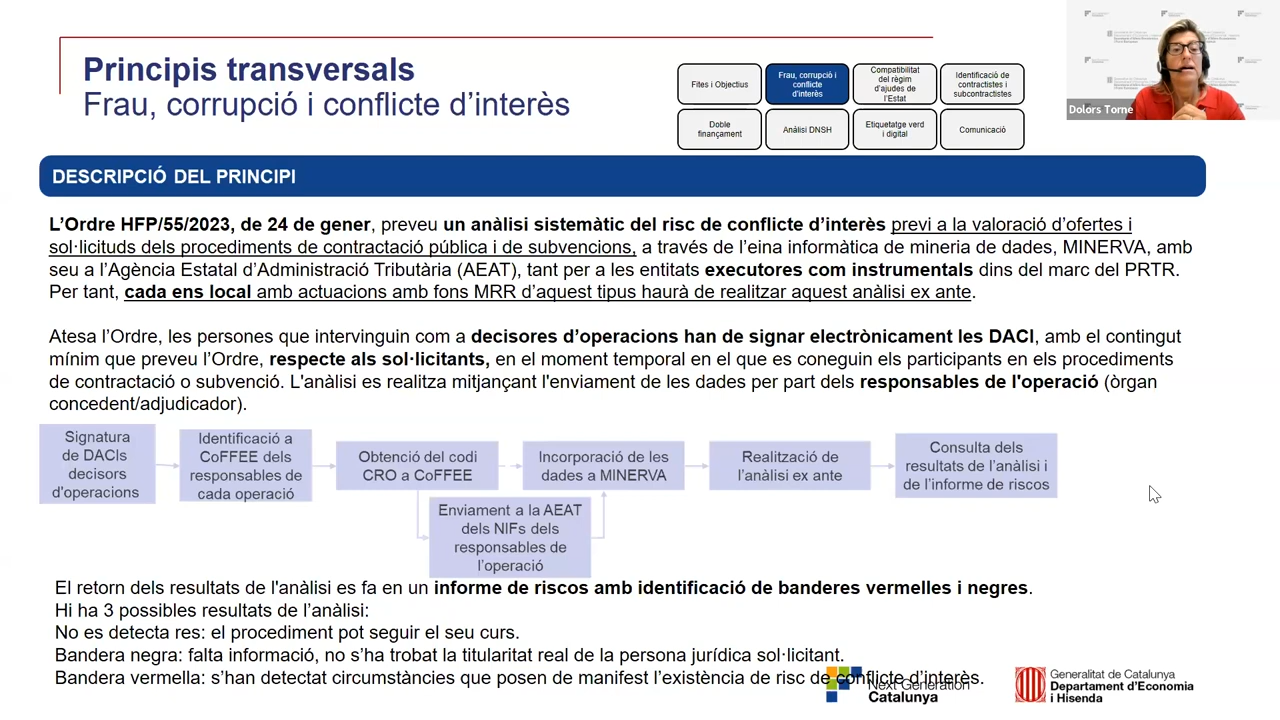 Principis transversals
Frau, corrupció i conflicte d'interès
Fites i Objectius
Frau, corrupció i
conflicte
d'interès
Compatibilitat
del règim
d'ajudes de
l'Estat
Identificació de
contractistes i
subcontractistes
Doble
finançament
Anàlisi DNSH
Etiquetatge verd
i digital
Comunicació
Dolors Torne
DESCRIPCIÓ DEL PRINCIPI
L'Ordre HFP/55/2023, de 24 de gener, preveu un anàlisi sistemàtic del risc de conflicte d'interès previ a la valoració d'ofertes i
sol·licituds dels procediments de contractació pública i de subvencions, a través de l'eina informàtica de mineria de dades, MINERVA, amb
seu a l'Agència Estatal d'Administració Tributària (AEAT), tant per a les entitats executores com instrumentals dins del marc del PRTR.
Per tant, cada ens local amb actuacions amb fons MRR d'aquest tipus haurà de realitzar aquest anàlisi ex ante.
Atesa l'Ordre, les persones que intervinguin com a decisores d'operacions han de signar electrònicament les DACI, amb el contingut
mínim que preveu l'Ordre, respecte als sol·licitants, en el moment temporal en el que es coneguin els participants en els procediments
de contractació o subvenció. L'anàlisi es realitza mitjançant l'enviament de les dades per part dels responsables de l'operació (òrgan
concedent/adjudicador).
Signatura
de DACIs
decisors
d'operacions
Identificació a
CoFFEE dels
responsables de
cada operació
Obtenció del codi
CRO a CoFFEE
Incorporació de les
dades a MINERVA
Realització de
l'anàlisi ex ante
Consulta dels
resultats de l'anàlisi i
de l'informe de riscos
Enviament a la AEAT
dels NIFs dels
responsables de
l'operació
El retorn dels resultats de l'anàlisi es fa en un informe de riscos amb identificació de banderes vermelles i negres.
Hi ha 3 possibles resultats de l'anàlisi:
No es detecta res: el procediment pot seguir el seu curs.
Bandera negra: falta informació, no s'ha trobat la titularitat real de la persona jurídica sol·licitant.
Bandera vermella: s'han detectat circumstàncies que posen de manifest l'existència de risc de conflicte d'interès.
Next Generation
Catalunya
Generalitat de Catalunya
Departament d'Economia
i Hisenda